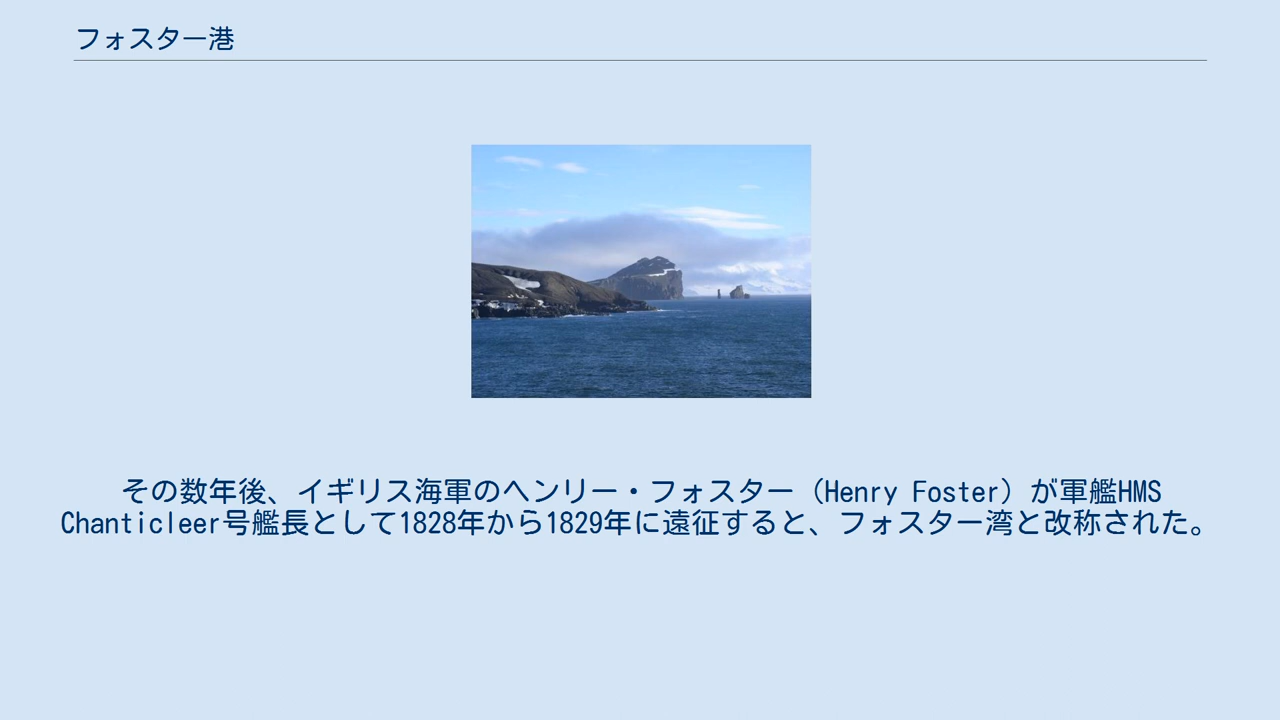 フォスター港
その数年後、イギリス海軍のヘンリー・フォスター（Henry Foster）が軍艦HMS
Chanticleer号艦長として1828年から1829年に遠征すると、フォスター湾と改称された。